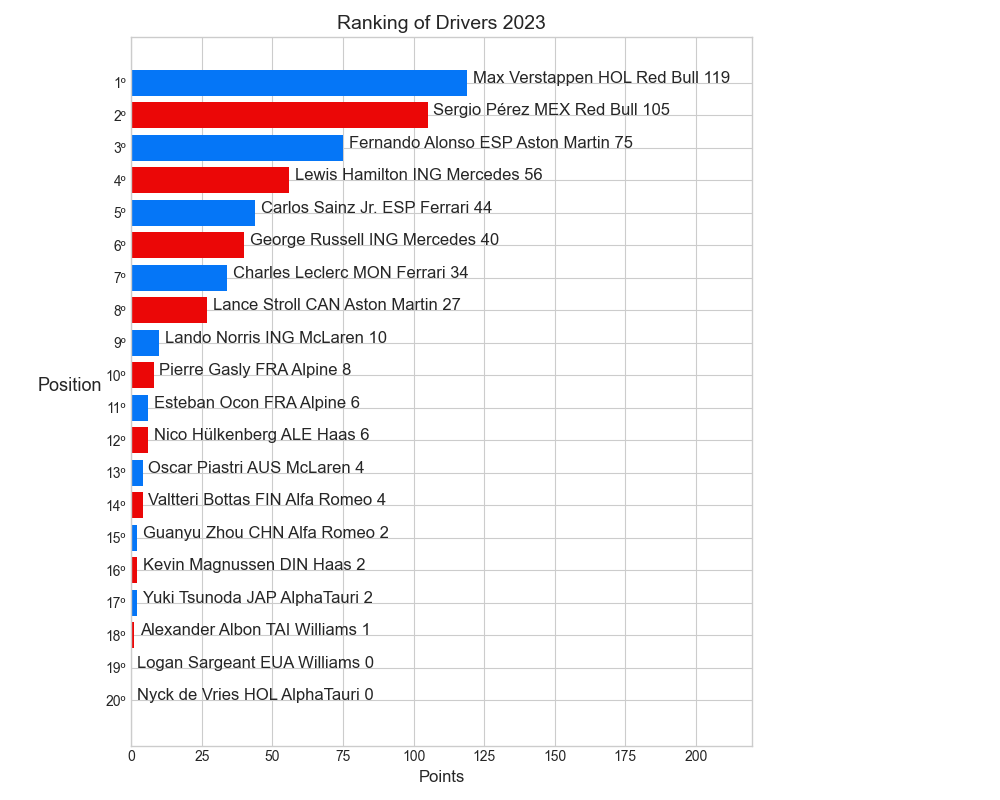 Ranking of Drivers 2023
1º Max Verstappen HOL Red Bull 119
2º Sergio Pérez MEX Red Bull 105
3º Fernando Alonso ESP Aston Martin 75
4º Lewis Hamilton ING Mercedes 56
5º Carlos Sainz Jr. ESP Ferrari 44
6º George Russell ING Mercedes 40
7º Charles Leclerc MON Ferrari 34
8º Lance Stroll CAN Aston Martin 27
9º Lando Norris ING McLaren 10
10º Pierre Gasly FRA Alpine 8
Position
11º Esteban Ocon FRA Alpine 6
12º Nico Hülkenberg ALE Haas 6
13º Oscar Piastri AUS McLaren 4
14º Valtteri Bottas FIN Alfa Romeo 4
15º Guanyu Zhou CHN Alfa Romeo 2
16º Kevin Magnussen DIN Haas 2
17º Yuki Tsunoda JAP AlphaTauri 2
18º Alexander Albon TAI Williams 1
19º Logan Sargeant EUA Williams 0
20º Nyck de Vries HOL AlphaTauri 0
0 25 50 75 100 125 150 175 200
Points